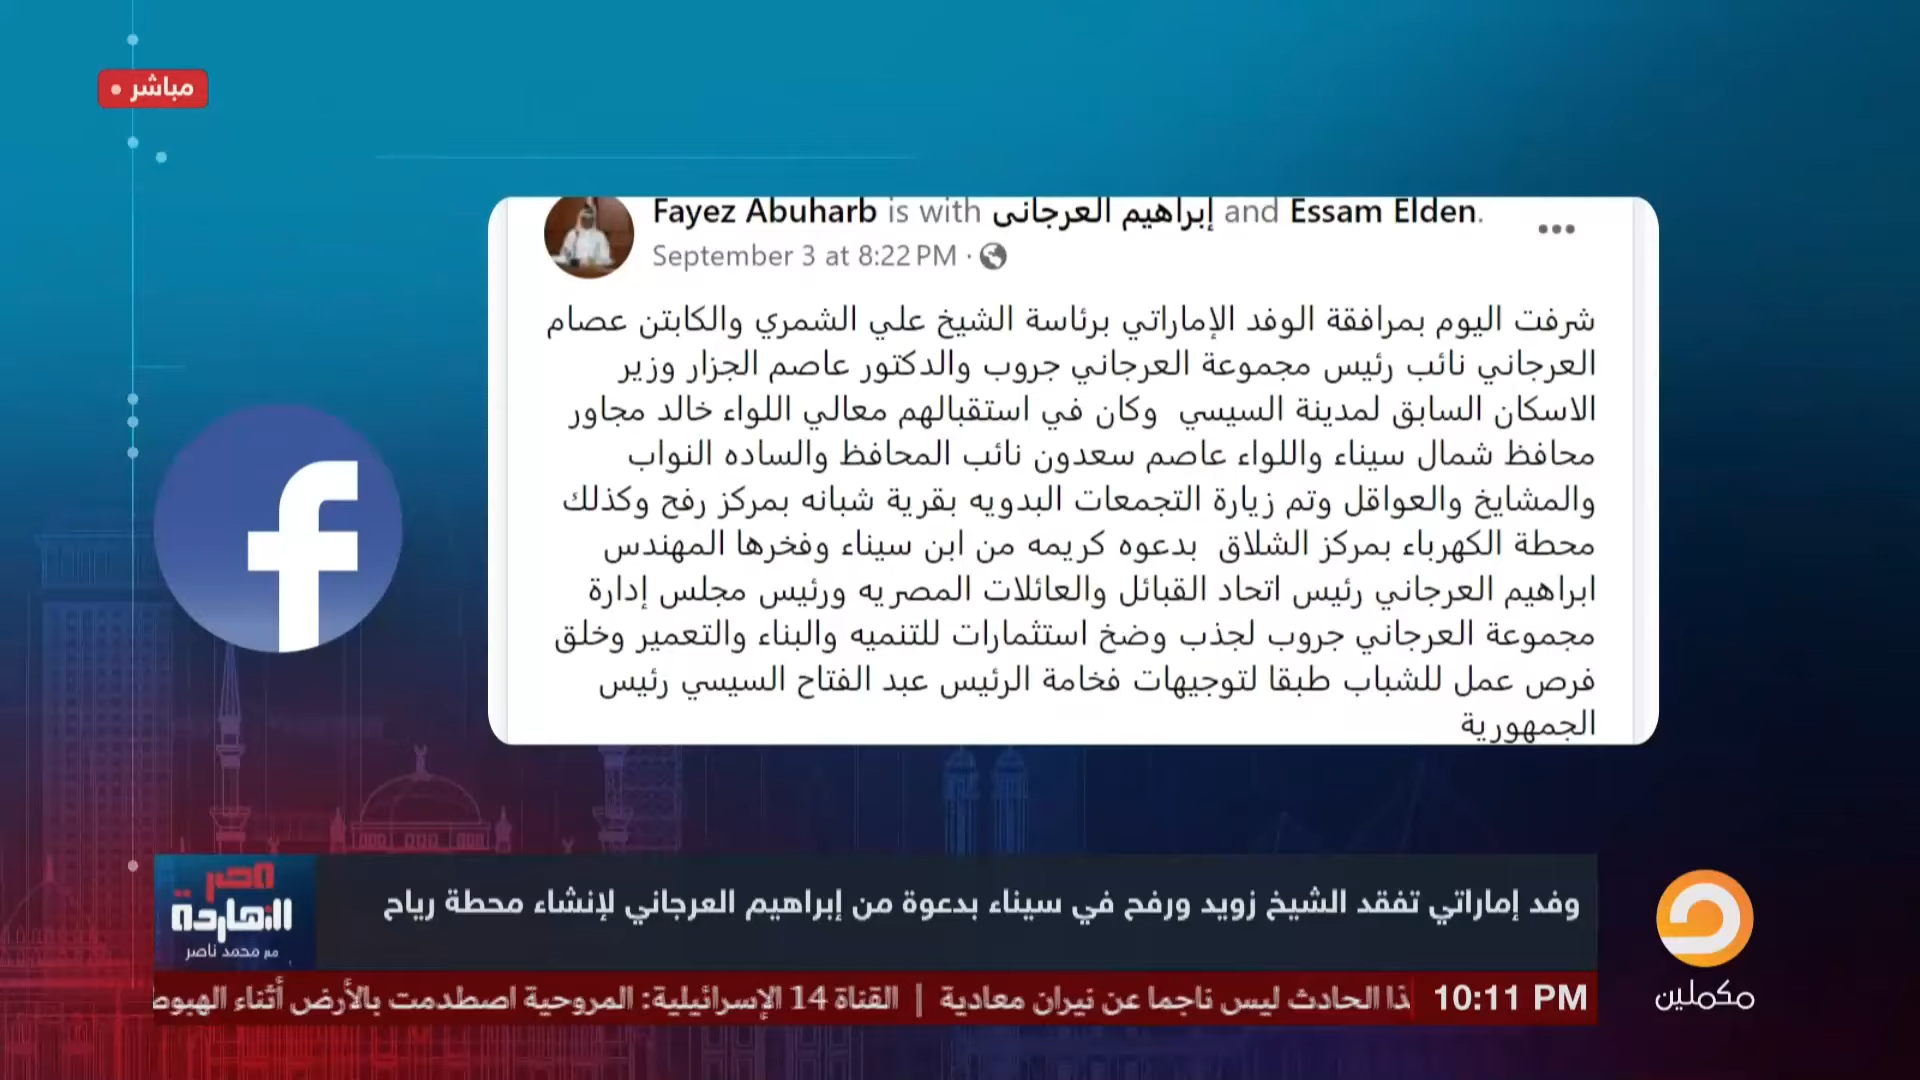 مباشر
Fayez Abuharb is with إبراهيم العرجانى and Essam Elden.
September 3 at 8:22 PM ·
شرفت اليوم بمرافقة الوفد الإماراتي برئاسة الشيخ علي الشمري والكابتن عصام
العرجاني نائب رئيس مجموعة العرجاني جروب والدكتور عاصم الجزار وزير
الاسكان السابق لمدينة السيسي وكان في استقبالهم معالي اللواء خالد مجاور
محافظ شمال سيناء واللواء عاصم سعدون نائب المحافظ والساده النواب
والمشايخ والعواقل وتم زيارة التجمعات البدويه بقرية شبانه بمركز رفح وكذلك
محطة الكهرباء بمركز الشلاق بدعوه كريمه من ابن سيناء وفخرها المهندس
ابراهيم العرجاني رئيس اتحاد القبائل والعائلات المصريه ورئيس مجلس إدارة
مجموعة العرجاني جروب لجذب وضخ استثمارات للتنميه والبناء والتعمير وخلق
فرص عمل للشباب طبقا لتوجيهات فخامة الرئيس عبد الفتاح السيسي رئيس
الجمهورية
وفد إماراتي تفقد الشيخ زويد ورفح في سيناء بدعوة من إبراهيم العرجاني لإنشاء محطة رياح
مصر
النهاردة
مع محمد ناصر
10:11 PM
ذا الحادث ليس ناجما عن نيران معادية | القناة 14 الإسرائيلية: المروحية اصطدمت بالأرض أثناء الهبوط
مكملين